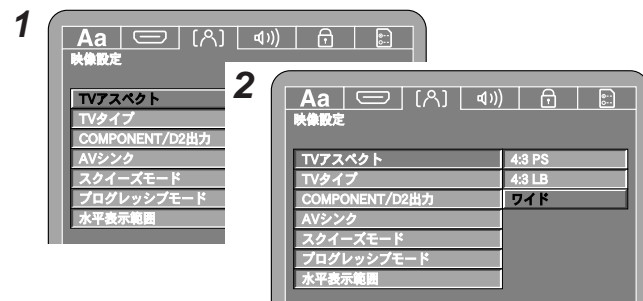 1
Aa
映像設定
TVアスペクト
TVタイプ
COMPONENT/D2出力
AVシンク
スクイーズモード
プログレッシブモード
水平表示範囲
2
Aa
映像設定
TVアスペクト 4:3 PS
TVタイプ 4:3 LB
COMPONENT/D2出力 ワイド
AVシンク
スクイーズモード
プログレッシブモード
水平表示範囲